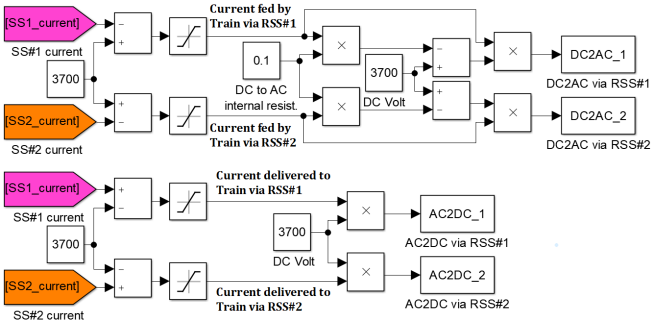 [SS1_current]
SS#1 current
3700
[SS2_current]
SS#2 current
Current fed by
Train via RSS#1
0.1
DC to AC
internal resist.
3700
DC Volt
Current fed by
Train via RSS#2
DC2AC_1
DC2AC via RSS#1
DC2AC_2
DC2AC via RSS#2
[SS1_current]
SS#1 current
3700
[SS2_current]
SS#2 current
Current delivered to
Train via RSS#1
3700
DC Volt
Current delivered to
Train via RSS#2
AC2DC_1
AC2DC via RSS#1
AC2DC_2
AC2DC via RSS#2